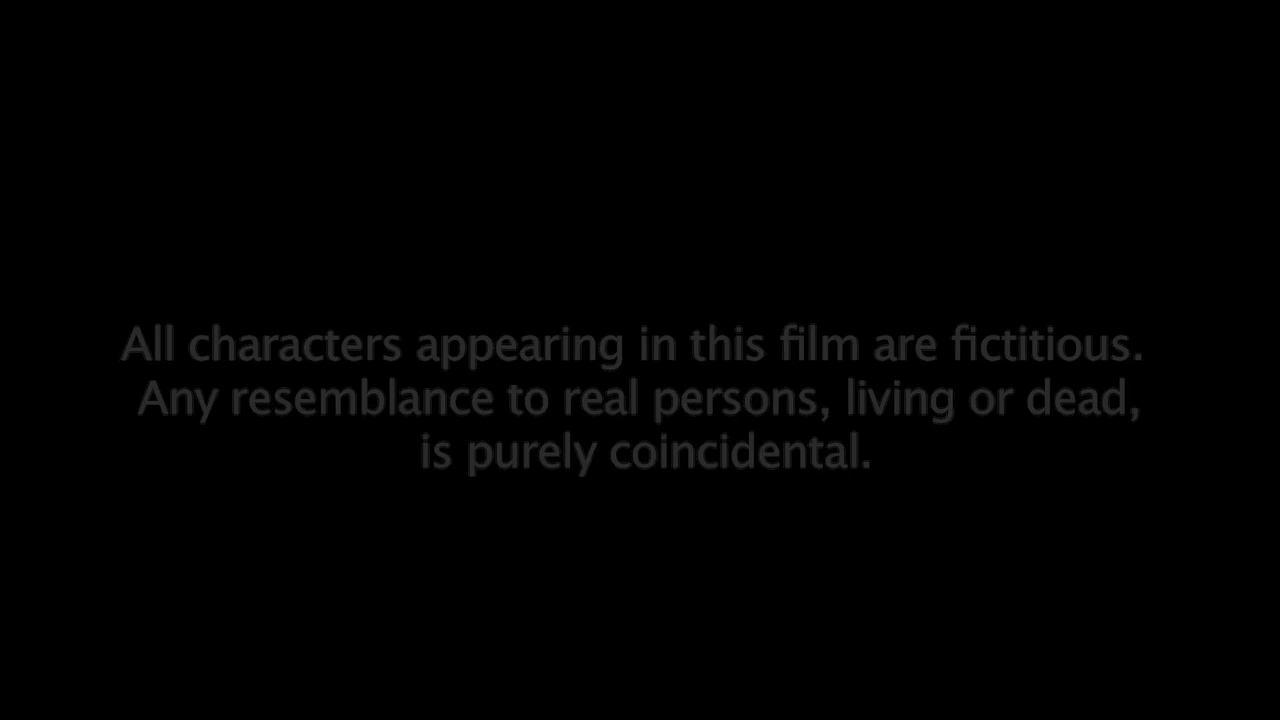 All characters appearing in this film are fictitious.
Any resemblance to real persons, living or dead,
is purely coincidental.